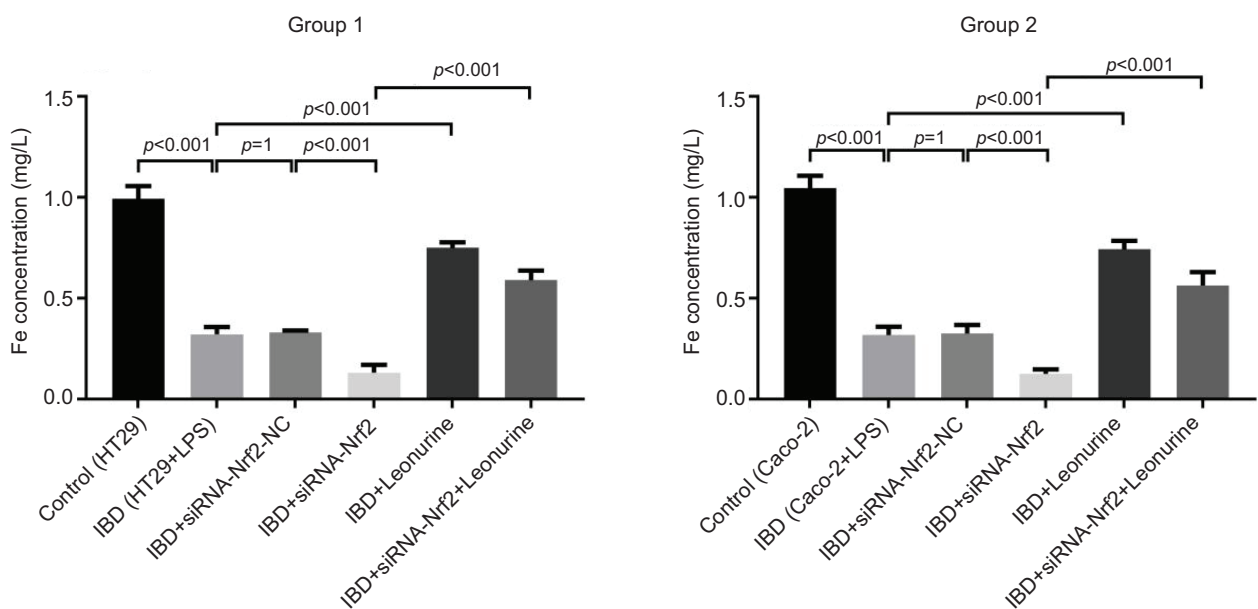 Group 1
p<0.001
p<0.001
p<0.001
p=1
p<0.001
Fe concentration (mg/L)
1.5
1.0
0.5
0.0
Control (HT29)
IBD (HT29+LPS)
IBD+siRNA-Nrf2-NC
IBD+siRNA-Nrf2
IBD+Leonurine
IBD+siRNA-Nrf2+Leonurine
Group 2
p<0.001
p<0.001
p<0.001
p=1
p<0.001
Fe concentration (mg/L)
1.5
1.0
0.5
0.0
Control (Caco-2)
IBD (Caco-2+LPS)
IBD+siRNA-Nrf2-NC
IBD+siRNA-Nrf2
IBD+Leonurine
IBD+siRNA-Nrf2+Leonurine